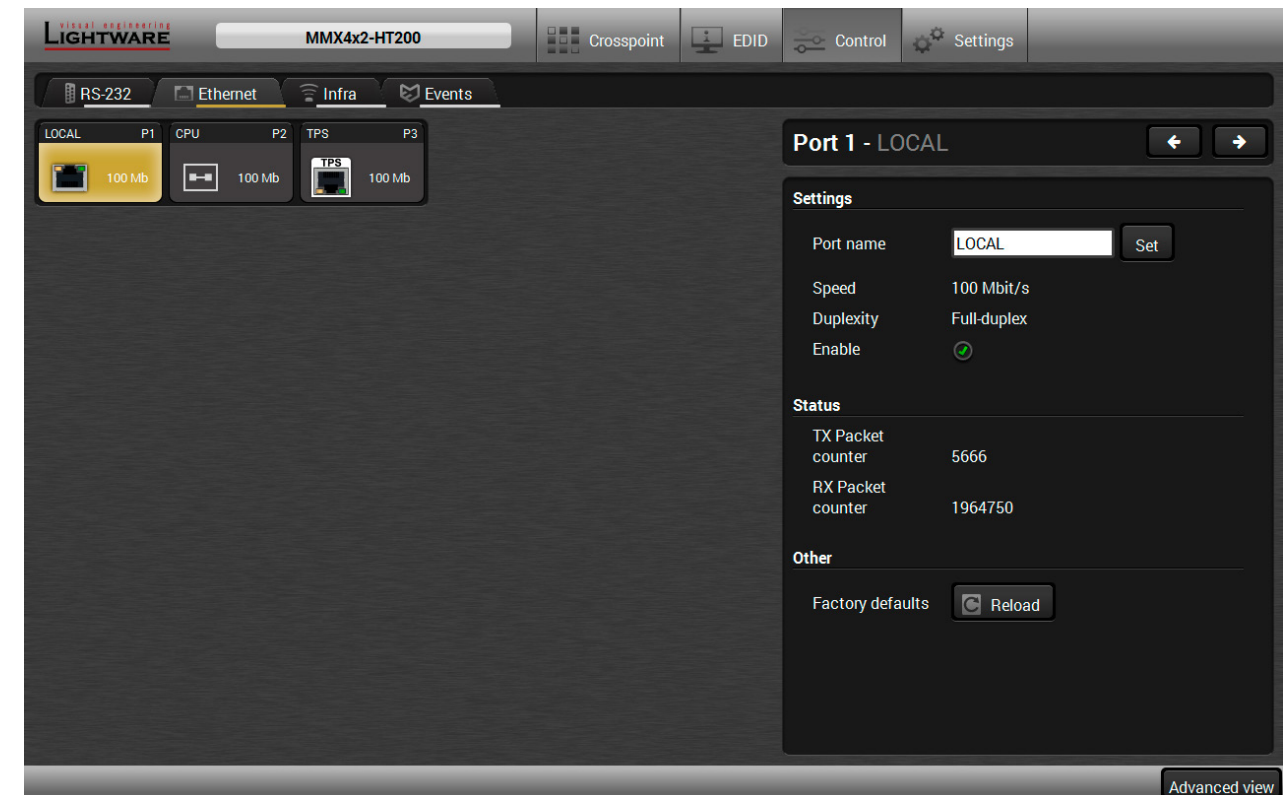 visual engineering
LIGHTWARE
MMX4x2-HT200
Crosspoint
EDID
Control
Settings
RS-232
Ethernet
Infra
Events
LOCAL P1
100 Mb
CPU P2
100 Mb
TPS P3
TPS
100 Mb
Port 1 - LOCAL
Settings
Port name LOCAL Set
Speed 100 Mbit/s
Duplexity Full-duplex
Enable
Status
TX Packet
counter 5666
RX Packet
counter 1964750
Other
Factory defaults Reload
Advanced view